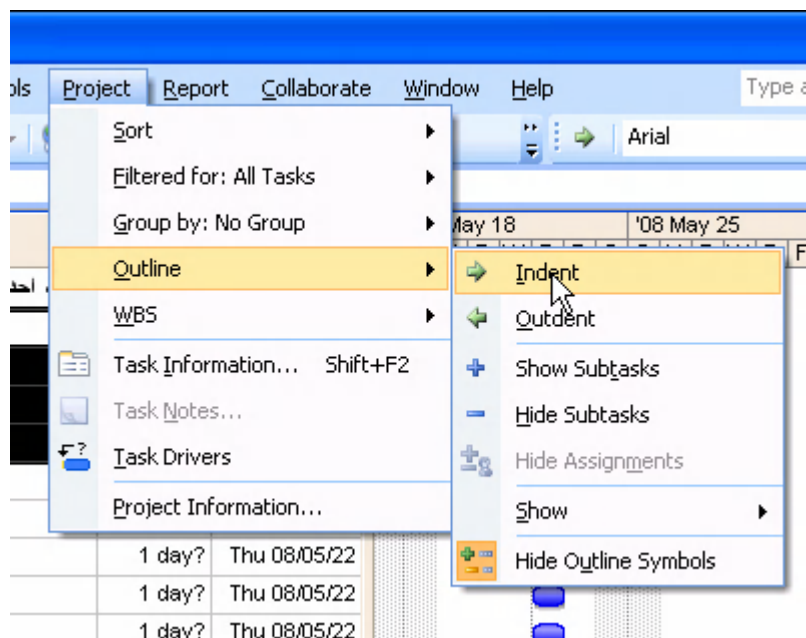 Project Report Collaborate Window Help Type a
Arial
Sort
Filtered for: All Tasks
Group by: No Group
Outline
WBS
Task Information... Shift+F2
Task Notes...
Task Drivers
Project Information...
May 18 '08 May 25
F
Indent
Outdent
Show Subtasks
Hide Subtasks
Hide Assignments
Show
Hide Outline Symbols
1 day? Thu 08/05/22
1 day? Thu 08/05/22
1 day? Thu 08/05/22